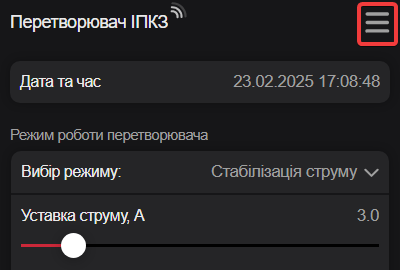 Перетворювач ІПКЗ
Дата та час 23.02.2025 17:08:48
Режим роботи перетворювача
Вибір режиму: Стабілізація струму
Уставка струму, А 3.0